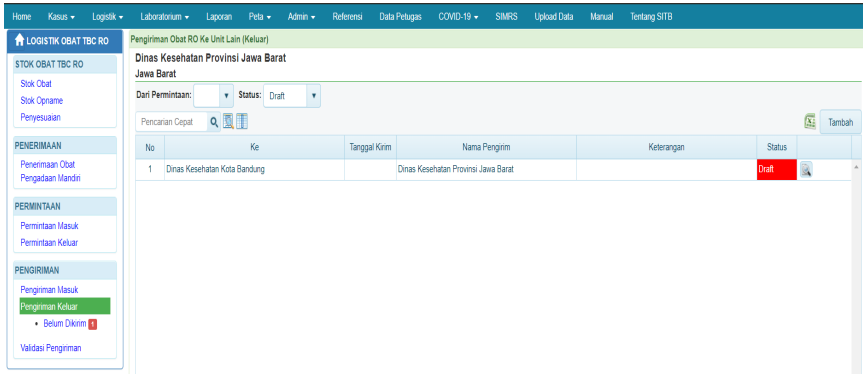 Home Kasus Logistik Laboratorium Laporan Peta Admin Referensi Data Petugas COVID-19 SIMRS Upload Data Manual Tentang SITB
LOGISTIK OBAT TBC RO
STOK OBAT TBC RO
Stok Obat
Stok Opname
Penyesuaian
PENERIMAAN
Penerimaan Obat
Pengadaan Mandiri
PERMINTAAN
Permintaan Masuk
Permintaan Keluar
PENGIRIMAN
Pengiriman Masuk
Pengiriman Keluar
• Belum Dikirim 1
Validasi Pengiriman
Pengiriman Obat RO Ke Unit Lain (Keluar)
Dinas Kesehatan Provinsi Jawa Barat
Jawa Barat
Dari Permintaan: Status: Draft
Pencarian Cepat Tambah
No Ke Tanggal Kirim Nama Pengirim Keterangan Status
1 Dinas Kesehatan Kota Bandung Dinas Kesehatan Provinsi Jawa Barat Draft